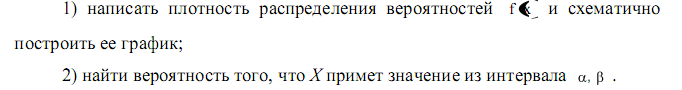 1) написать плотность распределения вероятностей f x и схематично
построить ее график;
2) найти вероятность того, что X примет значение из интервала α, β .